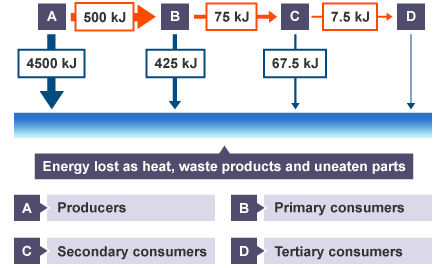 A 500 kJ B 75 kJ C 7.5 kJ D
4500 kJ 425 kJ 67.5 kJ
Energy lost as heat, waste products and uneaten parts
A Producers
B Primary consumers
C Secondary consumers
D Tertiary consumers